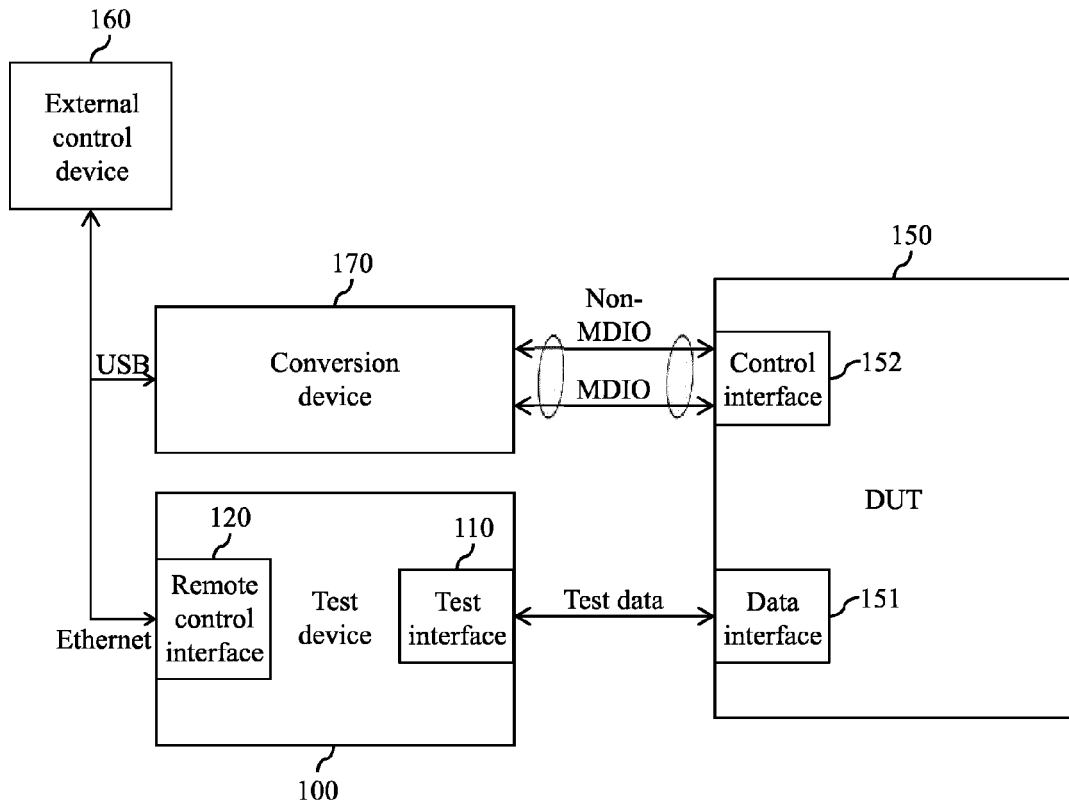 160
External
control
device
170
150
Non-
MDIO
USB
Conversion
device
MDIO
Control
interface
152
DUT
120
110
Remote
control
interface
Test
device
Test
interface
Test data
Data
interface
151
Ethernet
100